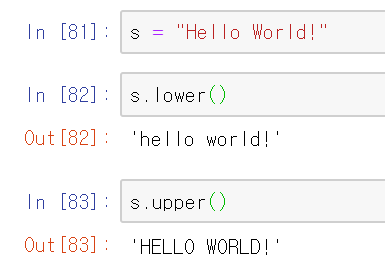 In [81]: s = "Hello World!"
In [82]: s.lower()
Out[82]: 'hello world!'
In [83]: s.upper()
Out[83]: 'HELLO WORLD!'